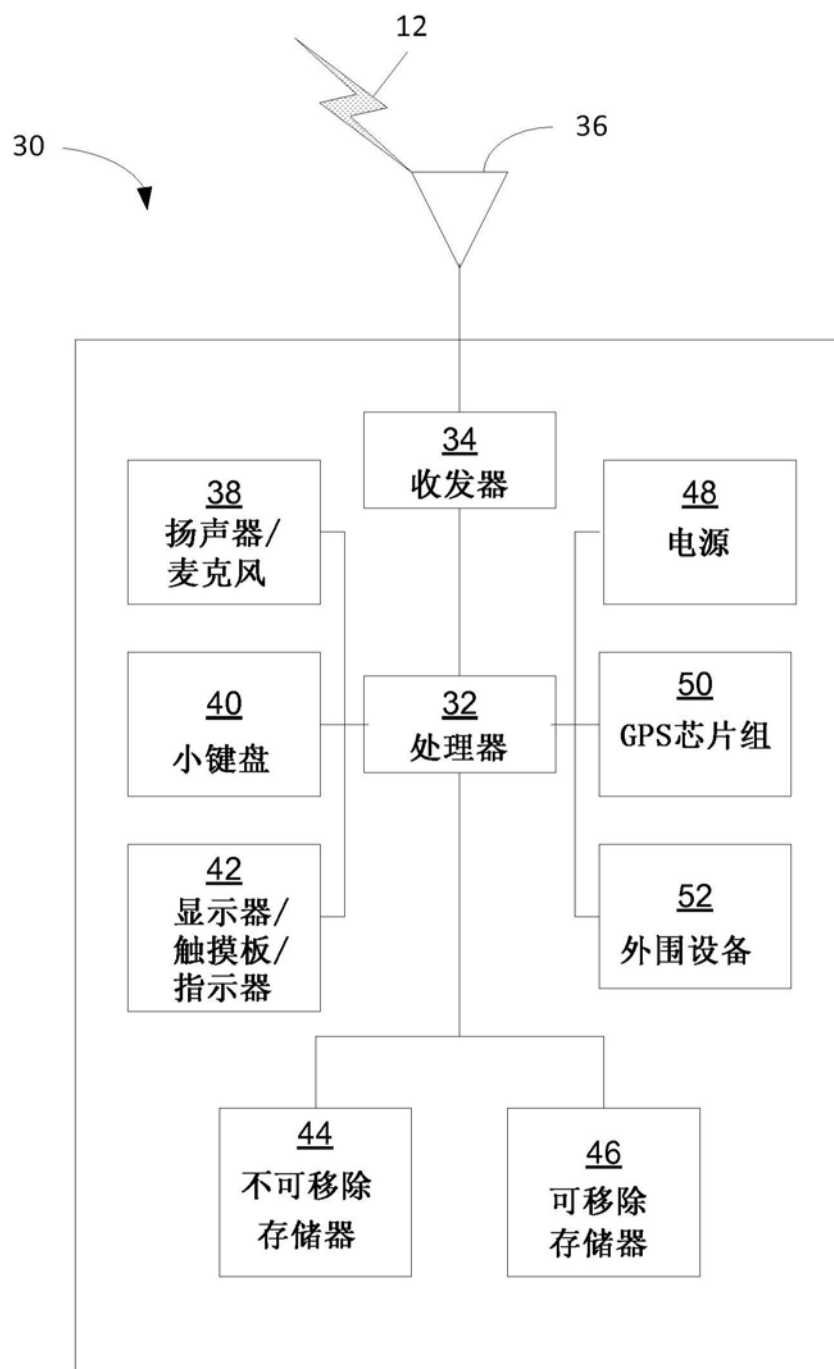 12
30
36
34
收发器
38
扬声器/
麦克风
48
电源
40
小键盘
32
处理器
50
GPS芯片组
42
显示器/
触摸板/
指示器
52
外围设备
44
不可移除
存储器
46
可移除
存储器